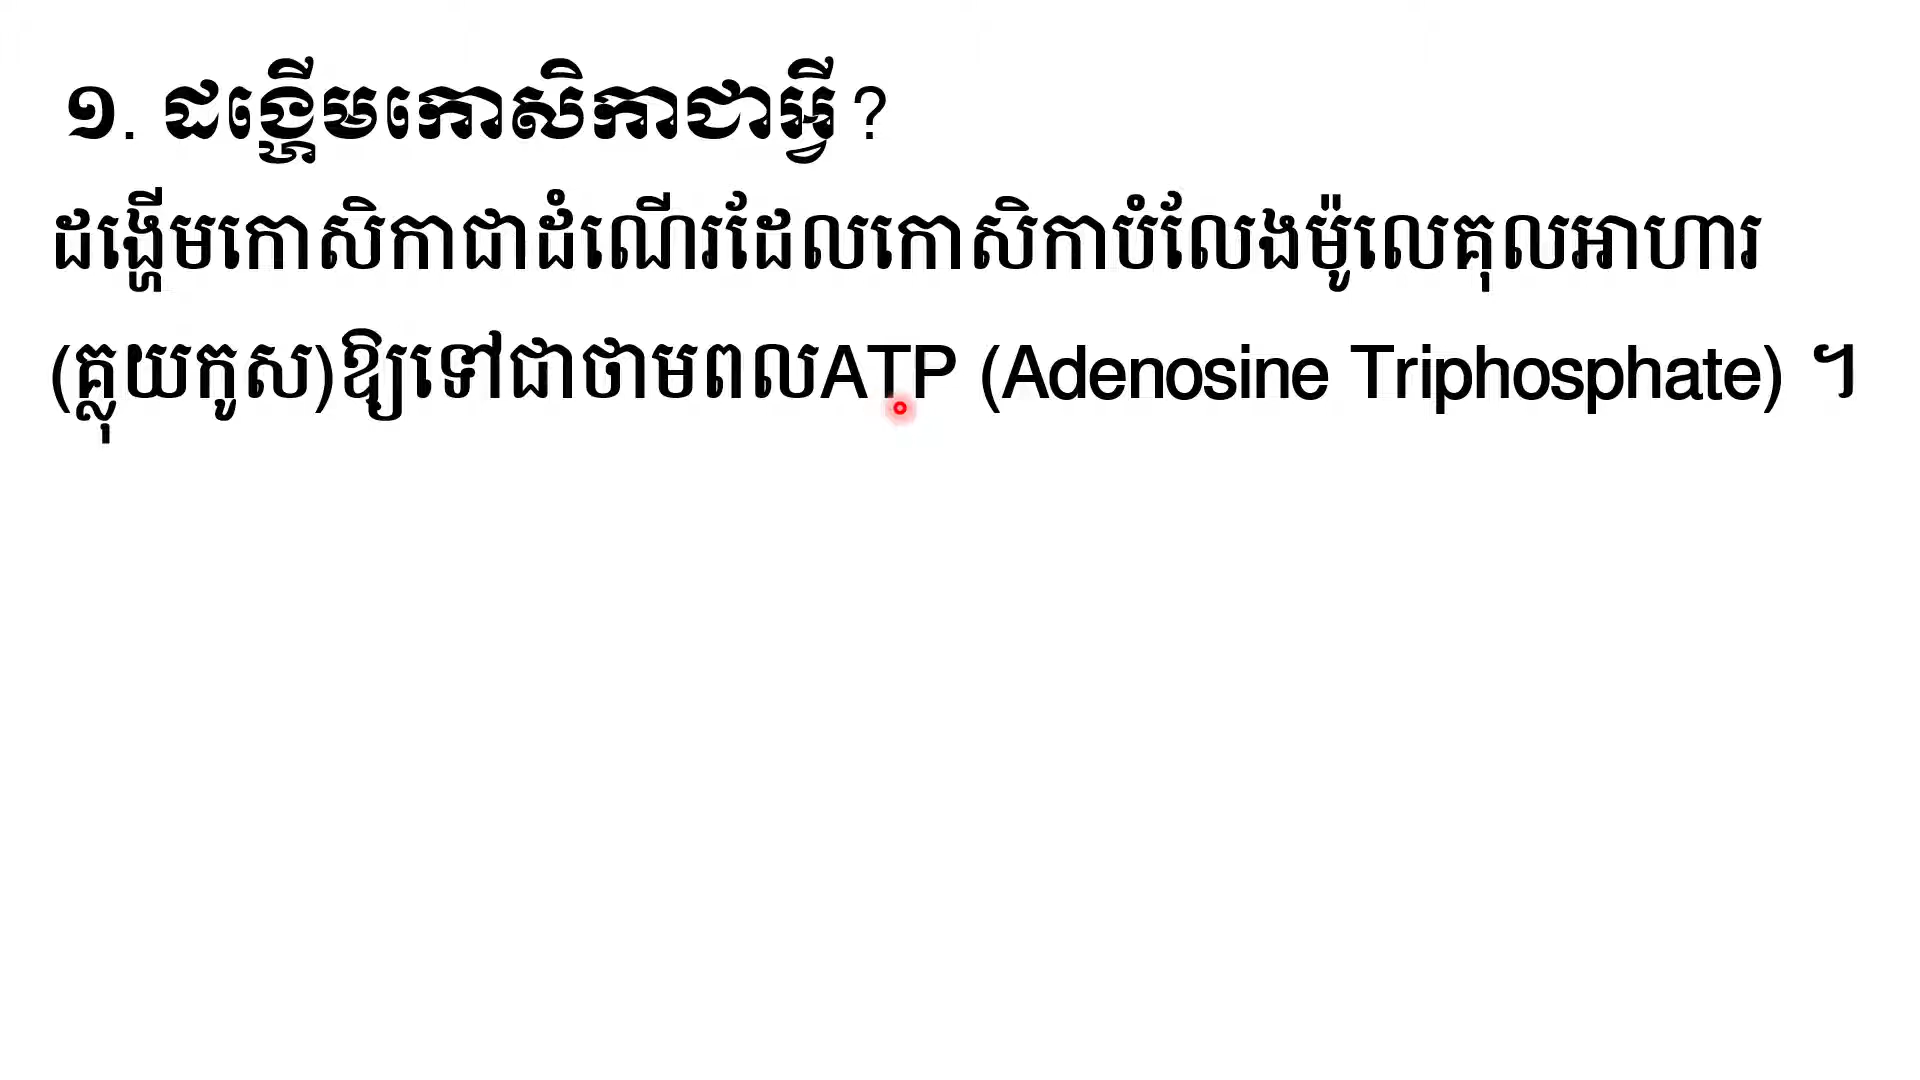 ១. ដង្ហើមកោសិកាជាអ្វី?
ដង្ហើមកោសិកាជាដំណើរដែលកោសិកាបំលែងម៉ូលេគុលអាហារ
(គ្លុយកូស)ឱ្យទៅជាថាមពលATP (Adenosine Triphosphate) ។